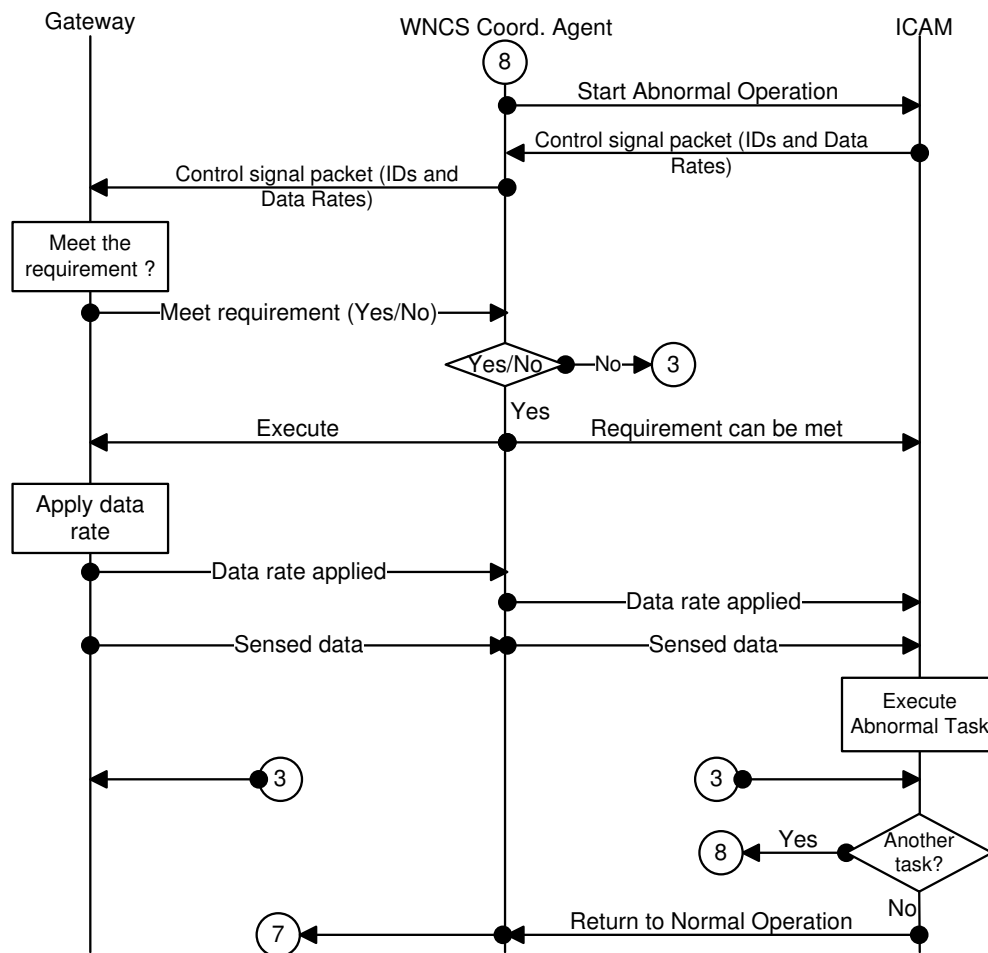 Gateway
WNCS Coord. Agent
ICAM
8
Start Abnormal Operation
Control signal packet (IDs and Data
Rates)
Control signal packet (IDs and
Data Rates)
Meet the
requirement ?
Meet requirement (Yes/No)
Yes/No
No
3
Yes
Execute
Requirement can be met
Apply data
rate
Data rate applied
Data rate applied
Sensed data
Sensed data
Execute
Abnormal Task
3
3
Another
task?
Yes
8
No
Return to Normal Operation
7